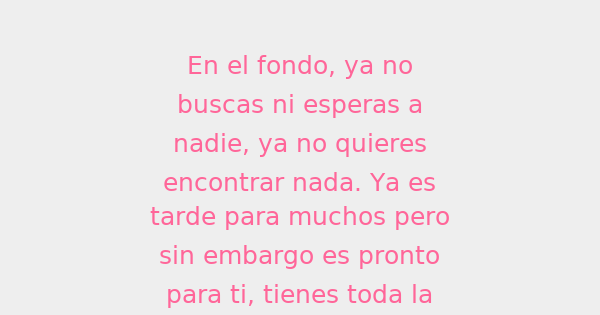 En el fondo, ya no
buscas ni esperas a
nadie, ya no quieres
encontrar nada. Ya es
tarde para muchos pero
sin embargo es pronto
para ti, tienes toda la